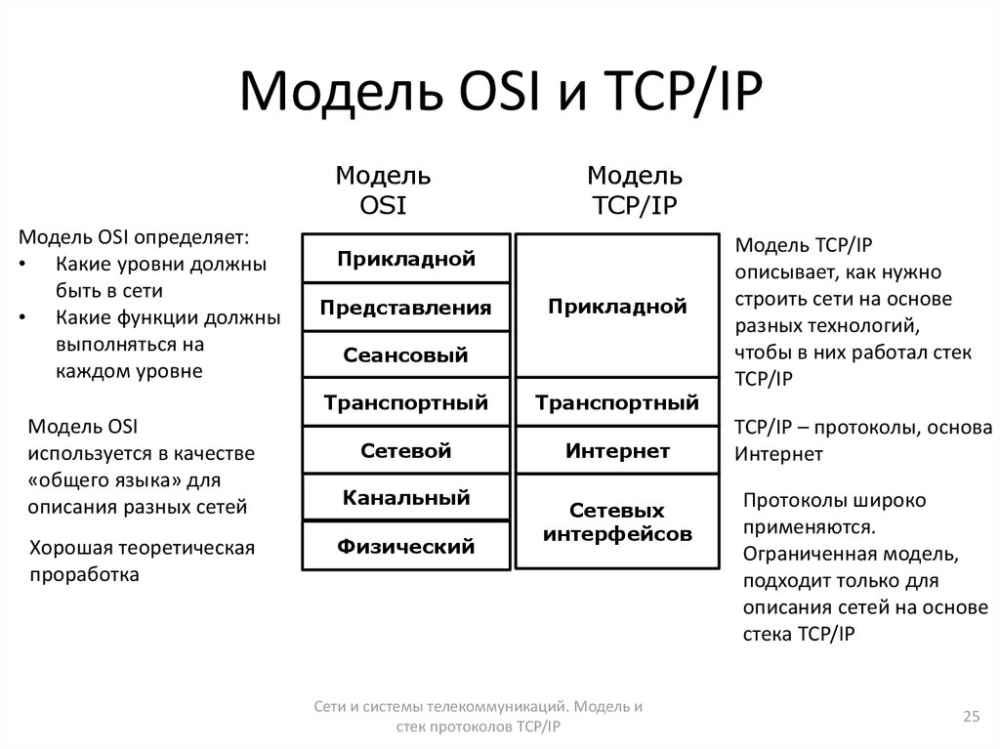 Модель OSI и TCP/IP
Модель
OSI
Модель
TCP/IP
Модель OSI определяет:
• Какие уровни должны
быть в сети
• Какие функции должны
выполняться на
каждом уровне
Модель OSI
используется в качестве
«общего языка» для
описания разных сетей
Хорошая теоретическая
проработка
Прикладной
Представления
Сеансовый
Транспортный
Сетевой
Канальный
Физический
Прикладной
Транспортный
Интернет
Сетевых
интерфейсов
Модель TCP/IP
описывает, как нужно
строить сети на основе
разных технологий,
чтобы в них работал стек
TCP/IP
TCP/IP – протоколы, основа
Интернет
Протоколы широко
применяются.
Ограниченная модель,
подходит только для
описания сетей на основе
стека TCP/IP
Сети и системы телекоммуникаций. Модель и
стек протоколов TCP/IP
25